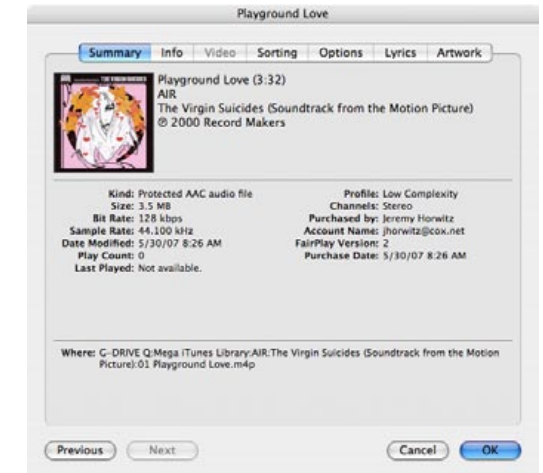 Playground Love
Summary Info Video Sorting Options Lyrics Artwork
Playground Love (3:32)
AIR
The Virgin Suicides (Soundtrack from the Motion Picture)
℗ 2000 Record Makers
Kind: Protected AAC audio file
Size: 3.5 MB
Bit Rate: 128 kbps
Sample Rate: 44.100 kHz
Date Modified: 5/30/07 8:26 AM
Play Count: 0
Last Played: Not available.
Profile: Low Complexity
Channels: Stereo
Purchased by: Jeremy Horwitz
Account Name: jhorwitz@cox.net
FairPlay Version: 2
Purchase Date: 5/30/07 8:26 AM
Where: G-DRIVE Q:Mega iTunes Library:AIR:The Virgin Suicides (Soundtrack from the Motion
Picture):01 Playground Love.m4p
Previous Next Cancel OK